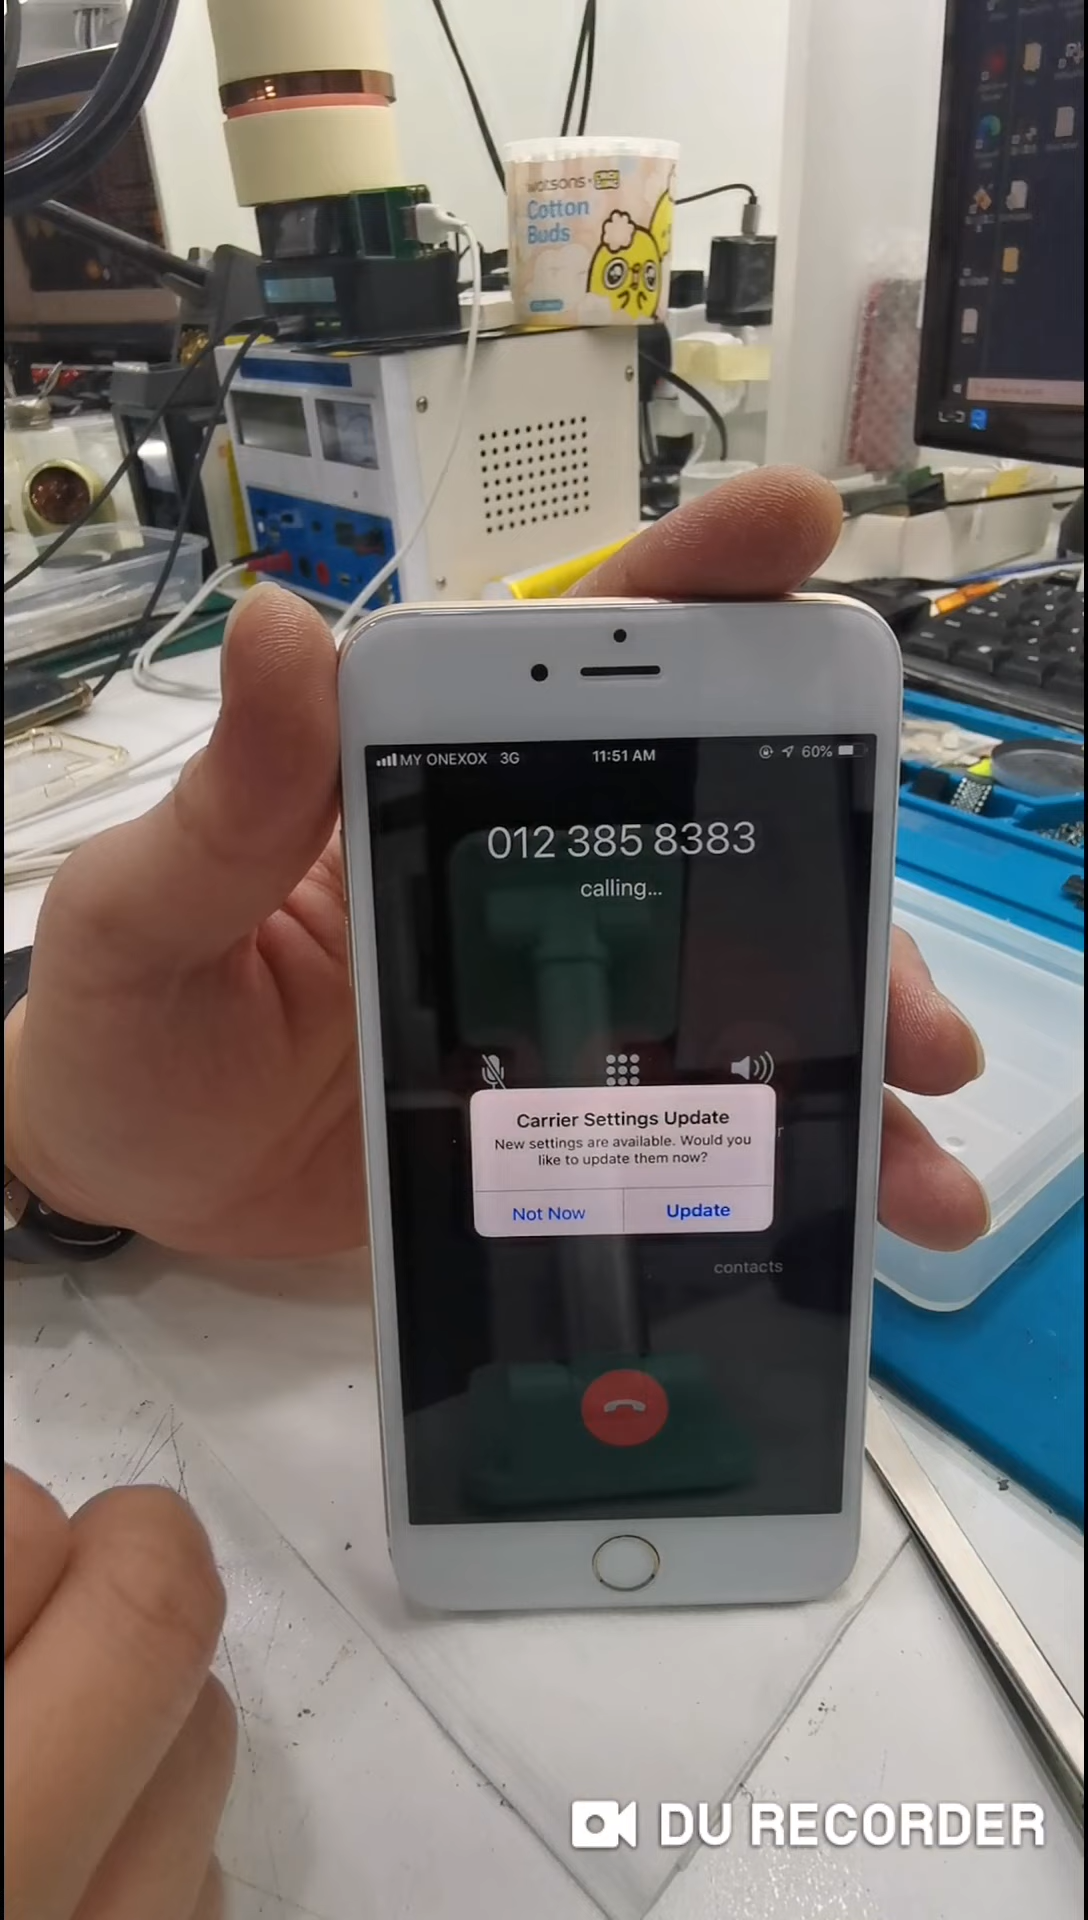 watsons
Cotton
Buds
MY ONEXOX 3G 11:51 AM 60%
012 385 8383
calling...
Carrier Settings Update
New settings are available. Would you
like to update them now?
Not Now Update
contacts
DU RECORDER